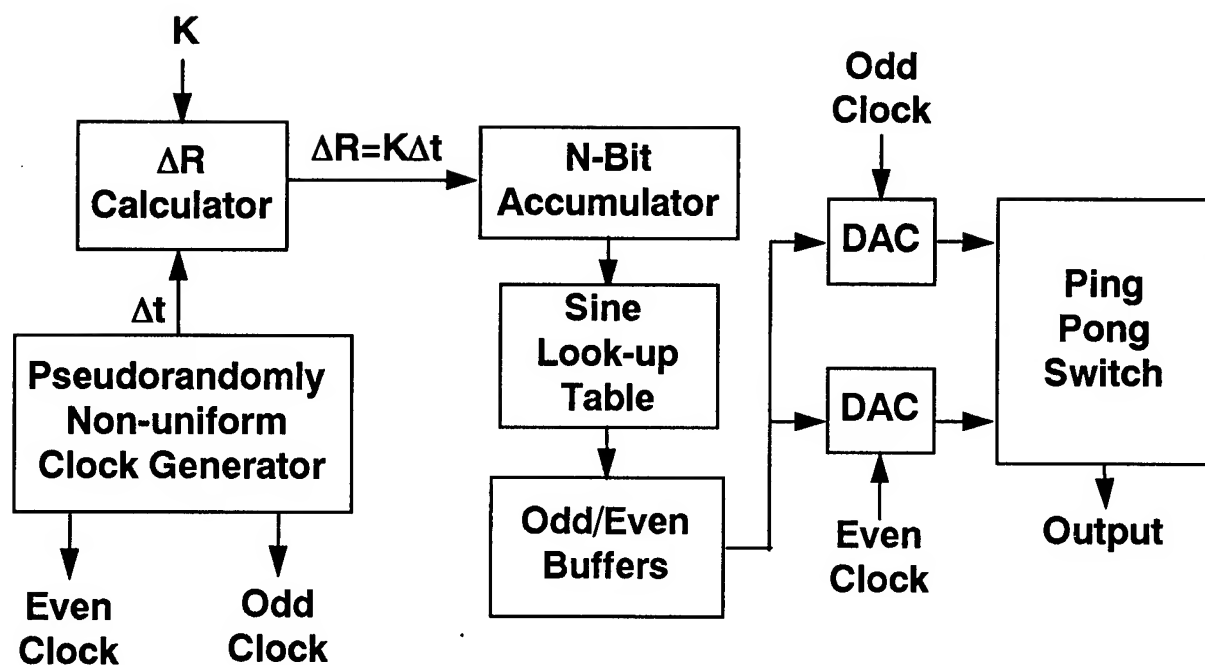 K
ΔR
Calculator
ΔR=KΔt
Δt
Pseudorandomly
Non-uniform
Clock Generator
Even
Clock
Odd
Clock
N-Bit
Accumulator
Sine
Look-up
Table
Odd/Even
Buffers
Odd
Clock
DAC
DAC
Even
Clock
Ping
Pong
Switch
Output